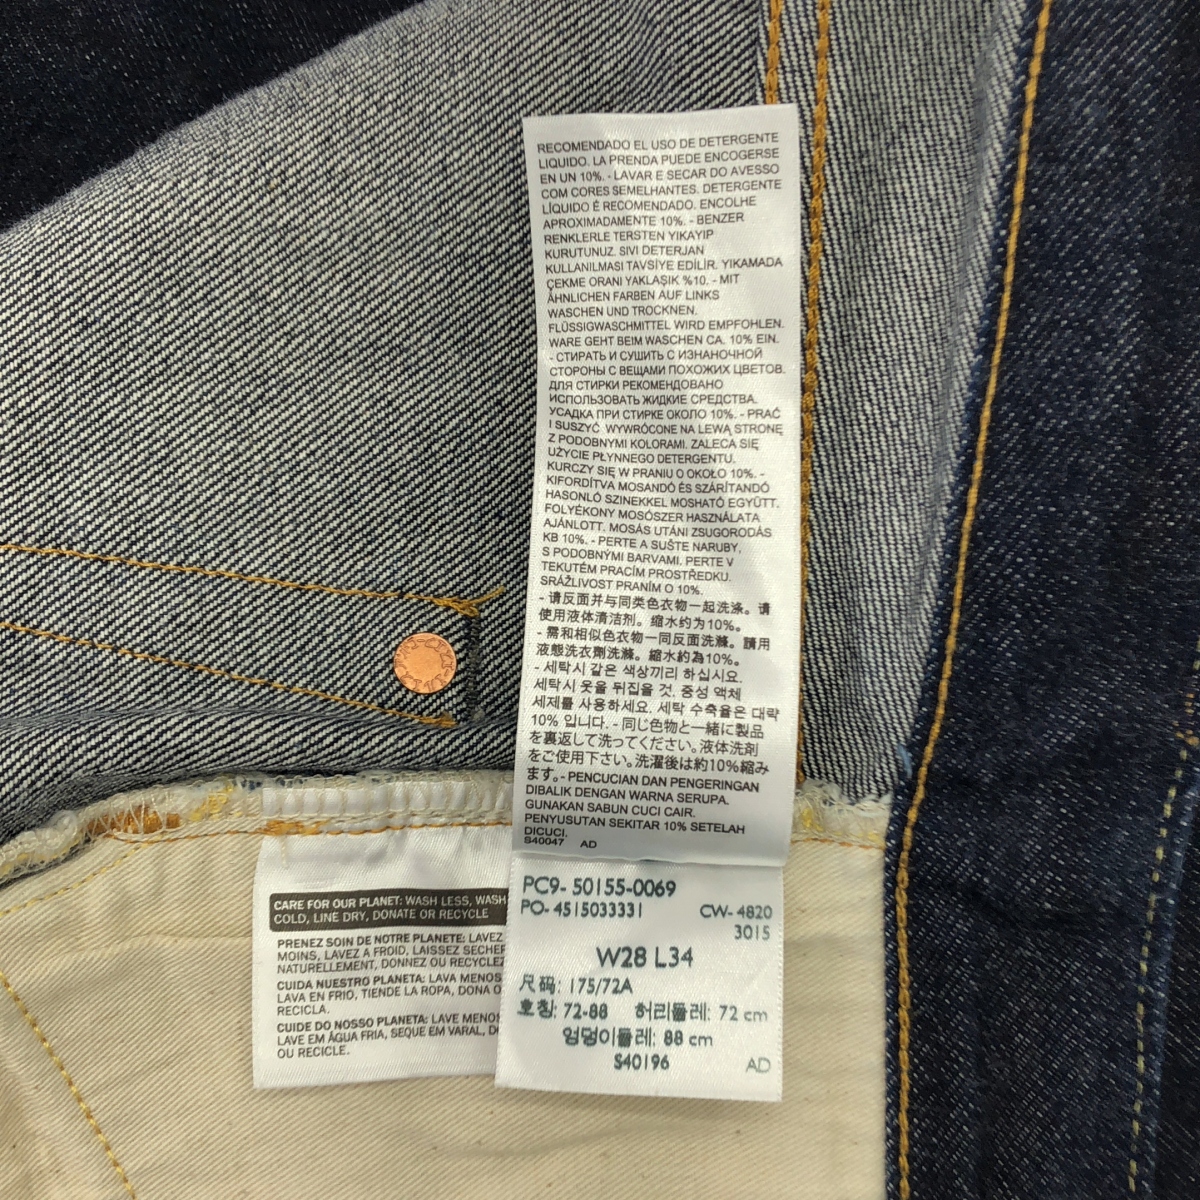 RECOMENDADO EL USO DE DETERGENTE
LIQUIDO. LA PRENDA PUEDE ENCOGERSE
EN UN 10%. - LAVAR E SECAR DO AVESSO
COM CORES SEMELHANTES. DETERGENTE
LÍQUIDO É RECOMENDADO. ENCOLHE
APROXIMADAMENTE 10%. - BENZER
RENKLERLE TERSTEN YIKAYIP
KURUTUNUZ. SIVI DETERJAN
KULLANILMASI TAVSİYE EDİLİR. YIKAMADA
ÇEKME ORANI YAKLAŞIK %10. - MIT
ÄHNLICHEN FARBEN AUF LINKS
WASCHEN UND TROCKNEN.
FLÜSSIGWASCHMITTEL WIRD EMPFOHLEN.
WARE GEHT BEIM WASCHEN CA. 10% EIN.
- СТИРАТЬ И СУШИТЬ С ИЗНАНОЧНОЙ
СТОРОНЫ С ВЕЩАМИ ПОХОЖИХ ЦВЕТОВ.
ДЛЯ СТИРКИ РЕКОМЕНДОВАНО
ИСПОЛЬЗОВАТЬ ЖИДКИЕ СРЕДСТВА.
УСАДКА ПРИ СТИРКЕ ОКОЛО 10%. - PRAĆ
I SUSZYĆ WYWRÓCONE NA LEWĄ STRONĘ
Z PODOBNYMI KOLORAMI. ZALECA SIĘ
UŻYCIE PŁYNNEGO DETERGENTU.
KURCZY SIĘ W PRANIU O OKOŁO 10%. -
KIFORDÍTVA MOSANDÓ ÉS SZÁRÍTANDÓ
HASONLÓ SZINEKKEL MOSHATÓ EGYÜTT.
FOLYÉKONY MOSÓSZER HASZNÁLATA
AJÁNLOTT. MOSÁS UTÁNI ZSUGORODÁS
KB 10%. - PERTE A SUŠTE NARUBY,
S PODOBNÝMI BARVAMI. PERTE V
TEKUTÉM PRACÍM PROSTŘEDKU.
SRÁŽLIVOST PRANÍM O 10%.
- 请反面并与同类色衣物一起洗涤。请
使用液体清洁剂。缩水约为10%。
- 需和相似色衣物一同反面洗滌。請用
液態洗衣劑洗滌。縮水約為10%。
- 세탁시 같은 색상끼리 하십시요.
세탁시 옷을 뒤집을 것. 중성 액체
세제를 사용하세요. 세탁 수축율은 대략
10% 입니다. - 同じ色物と一緒に製品
を裏返して洗ってください。液体洗剤
をご使用下さい。洗濯後は約10%縮み
ます。- PENCUCIAN DAN PENGERINGAN
DIBALIK DENGAN WARNA SERUPA.
GUNAKAN SABUN CUCI CAIR.
PENYUSUTAN SEKITAR 10% SETELAH
DICUCI.
S40047 AD
PC9- 50155-0069
PO- 4515033331 CW- 4820
3015
W28 L34
尺码: 175/72A
호칭: 72-88 허리둘레: 72 cm
엉덩이둘레: 88 cm
S40196 AD
CARE FOR OUR PLANET: WASH LESS, WASH
COLD, LINE DRY, DONATE OR RECYCLE
PRENEZ SOIN DE NOTRE PLANETE: LAVEZ
MOINS, LAVEZ A FROID, LAISSEZ SECHER
NATURELLEMENT, DONNEZ OU RECYCLEZ
CUIDA NUESTRO PLANETA: LAVA MENOS
LAVA EN FRIO, TIENDE LA ROPA, DONA O
RECICLA.
CUIDE DO NOSSO PLANETA: LAVE MENOS
LAVE EM ÁGUA FRIA, SEQUE EM VARAL,
OU RECICLE.